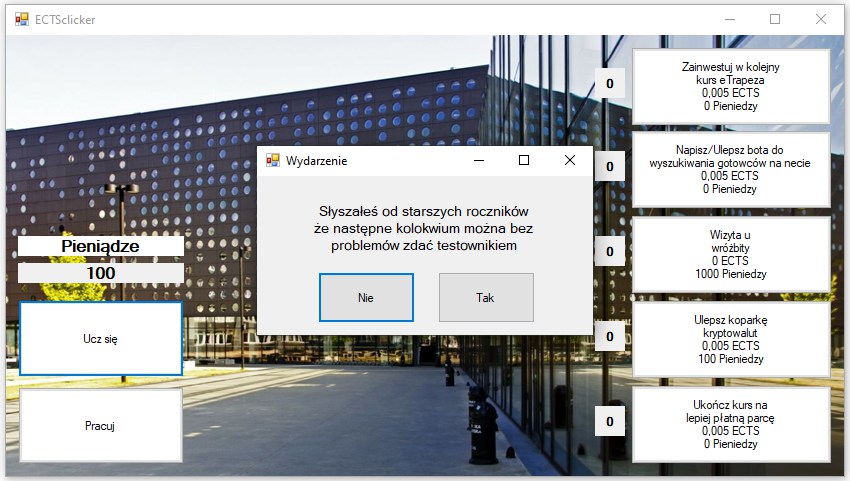 ECTSclicker
0
Zainwestuj w kolejny
kurs eTrapeza
0,005 ECTS
0 Pieniedzy
0
Napisz/Ulepsz bota do
wyszukiwania gotowców na necie
0,005 ECTS
0 Pieniedzy
Wydarzenie
Słyszałeś od starszych roczników
że następne kolokwium można bez
problemów zdać testownikiem
Nie
Tak
0
Wizyta u
wróżbity
0 ECTS
1000 Pieniedzy
Pieniądze
100
Ucz się
0
Ulepsz koparkę
kryptowalut
0,005 ECTS
100 Pieniedzy
Pracuj
0
Ukończ kurs na
lepiej płatną parcę
0,005 ECTS
0 Pieniedzy